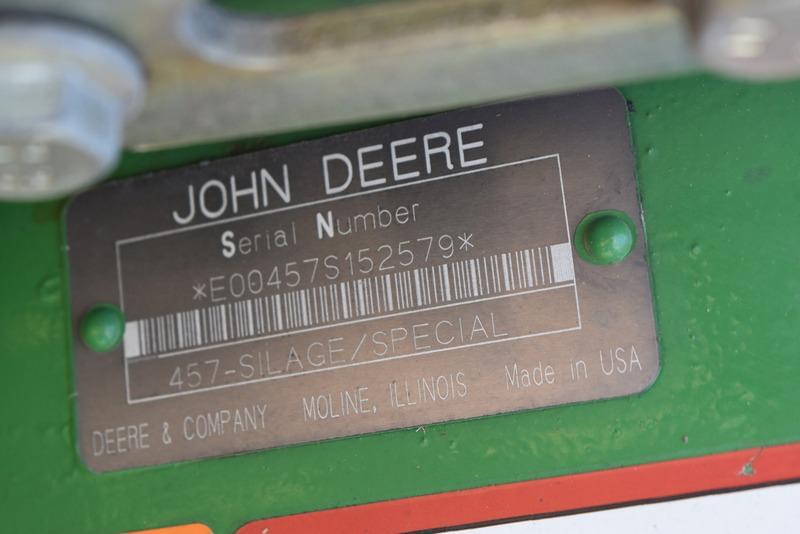 JOHN DEERE
Serial Number
*E00457S152579*
457-SILAGE/SPECIAL
DEERE & COMPANY MOLINE, ILLINOIS Made in USA